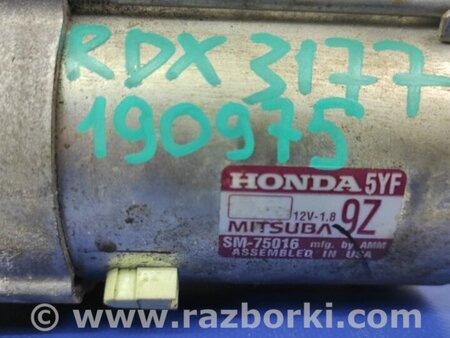 RDX 3177
190975
HONDA 5YF
12V-1.8 9Z
MITSUBA
SM-75016 mfg. by AMM
ASSEMBLED IN USA
www.razborki.com